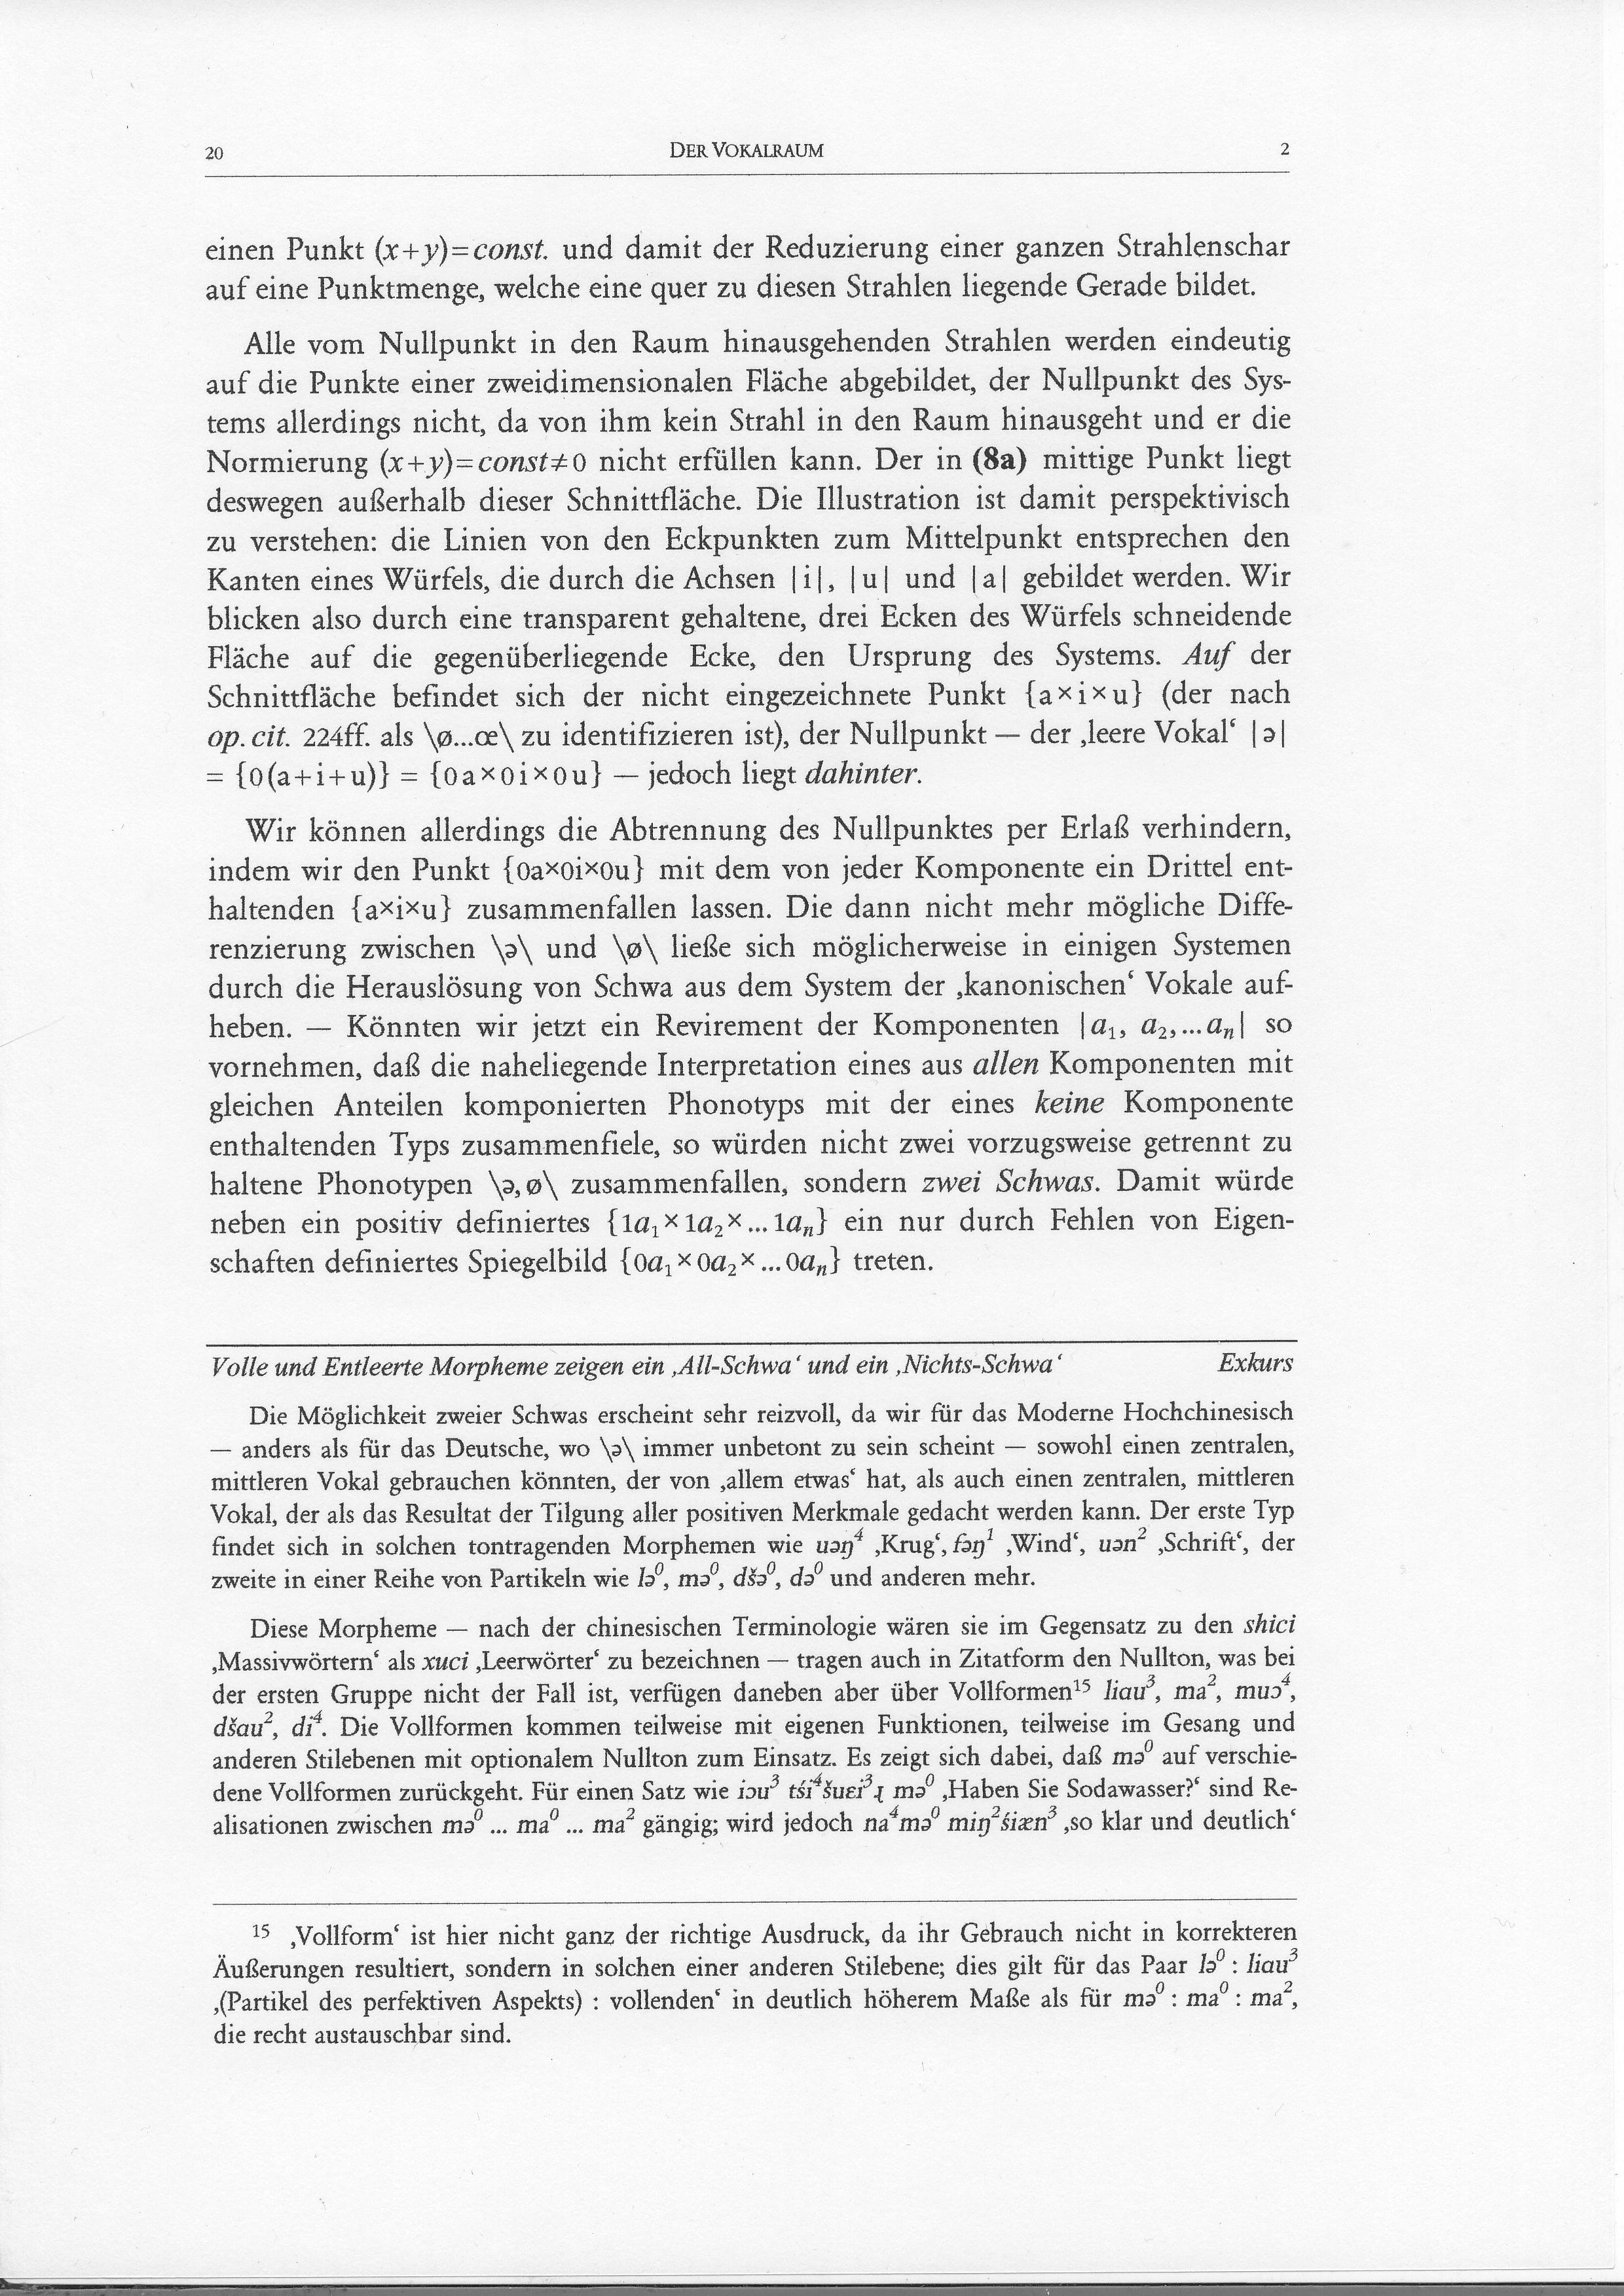 20 DER VOKALRAUM 2
einen Punkt (x+y)=const. und damit der Reduzierung einer ganzen Strahlenschar
auf eine Punktmenge, welche eine quer zu diesen Strahlen liegende Gerade bildet.
Alle vom Nullpunkt in den Raum hinausgehenden Strahlen werden eindeutig
auf die Punkte einer zweidimensionalen Fläche abgebildet, der Nullpunkt des Sys-
tems allerdings nicht, da von ihm kein Strahl in den Raum hinausgeht und er die
Normierung (x+y)=const≠0 nicht erfüllen kann. Der in (8a) mittige Punkt liegt
deswegen außerhalb dieser Schnittfläche. Die Illustration ist damit perspektivisch
zu verstehen: die Linien von den Eckpunkten zum Mittelpunkt entsprechen den
Kanten eines Würfels, die durch die Achsen |i|, |u| und |a| gebildet werden. Wir
blicken also durch eine transparent gehaltene, drei Ecken des Würfels schneidende
Fläche auf die gegenüberliegende Ecke, den Ursprung des Systems. Auf der
Schnittfläche befindet sich der nicht eingezeichnete Punkt {a×i×u} (der nach
op. cit. 224ff. als \ø...œ\ zu identifizieren ist), der Nullpunkt — der ‚leere Vokal‘ |ə|
= {0(a+i+u)} = {0a×0i×0u} — jedoch liegt dahinter.
Wir können allerdings die Abtrennung des Nullpunktes per Erlaß verhindern,
indem wir den Punkt {0a×0i×0u} mit dem von jeder Komponente ein Drittel ent-
haltenden {a×i×u} zusammenfallen lassen. Die dann nicht mehr mögliche Diffe-
renzierung zwischen \ə\ und \ø\ ließe sich möglicherweise in einigen Systemen
durch die Herauslösung von Schwa aus dem System der ‚kanonischen‘ Vokale auf-
heben. — Könnten wir jetzt ein Revirement der Komponenten |a₁, a₂,...aₙ| so
vornehmen, daß die naheliegende Interpretation eines aus allen Komponenten mit
gleichen Anteilen komponierten Phonotyps mit der eines keine Komponente
enthaltenden Typs zusammenfiele, so würden nicht zwei vorzugsweise getrennt zu
haltene Phonotypen \ə,ø\ zusammenfallen, sondern zwei Schwas. Damit würde
neben ein positiv definiertes {1a₁×1a₂×...1aₙ} ein nur durch Fehlen von Eigen-
schaften definiertes Spiegelbild {0a₁×0a₂×...0aₙ} treten.
Volle und Entleerte Morpheme zeigen ein ‚All-Schwa‘ und ein ‚Nichts-Schwa‘ Exkurs
Die Möglichkeit zweier Schwas erscheint sehr reizvoll, da wir für das Moderne Hochchinesisch
— anders als für das Deutsche, wo \ə\ immer unbetont zu sein scheint — sowohl einen zentralen,
mittleren Vokal gebrauchen könnten, der von ‚allem etwas‘ hat, als auch einen zentralen, mittleren
Vokal, der als das Resultat der Tilgung aller positiven Merkmale gedacht werden kann. Der erste Typ
findet sich in solchen tontragenden Morphemen wie uəŋ⁴ ‚Krug‘, fəŋ¹ ‚Wind‘, uən² ‚Schrift‘, der
zweite in einer Reihe von Partikeln wie lə⁰, mə⁰, dšə⁰, də⁰ und anderen mehr.
Diese Morpheme — nach der chinesischen Terminologie wären sie im Gegensatz zu den shici
‚Massivwörtern‘ als xuci ‚Leerwörter‘ zu bezeichnen — tragen auch in Zitatform den Nullton, was bei
der ersten Gruppe nicht der Fall ist, verfügen daneben aber über Vollformen¹⁵ liau³, ma², muɔ⁴,
dšau², di⁴. Die Vollformen kommen teilweise mit eigenen Funktionen, teilweise im Gesang und
anderen Stilebenen mit optionalem Nullton zum Einsatz. Es zeigt sich dabei, daß mə⁰ auf verschie-
dene Vollformen zurückgeht. Für einen Satz wie iɔu³ tśi⁴šuɛi³ɻ mə⁰ ‚Haben Sie Sodawasser?‘ sind Re-
alisationen zwischen mə⁰ ... ma⁰ ... ma² gängig; wird jedoch na⁴mə⁰ miŋ²śiæn³ ‚so klar und deutlich‘
¹⁵ ‚Vollform‘ ist hier nicht ganz der richtige Ausdruck, da ihr Gebrauch nicht in korrekteren
Äußerungen resultiert, sondern in solchen einer anderen Stilebene; dies gilt für das Paar lə⁰ : liau³
‚(Partikel des perfektiven Aspekts) : vollenden‘ in deutlich höherem Maße als für mə⁰ : ma⁰ : ma²,
die recht austauschbar sind.